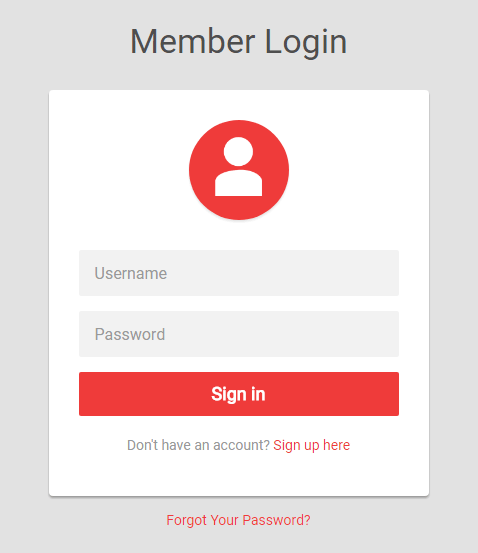 Member Login
Username
Password
Sign in
Don't have an account? Sign up here
Forgot Your Password?